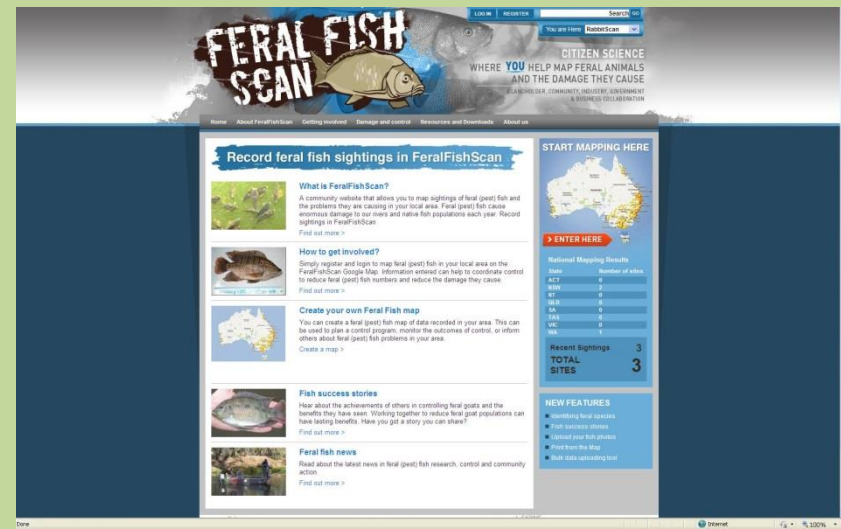 LOG IN REGISTER Search GO
You are Here RabbitScan
FERAL FISH
SCAN
CITIZEN SCIENCE
WHERE YOU HELP MAP FERAL ANIMALS
AND THE DAMAGE THEY CAUSE
A LANDHOLDER, COMMUNITY, INDUSTRY, GOVERNMENT
& BUSINESS COLLABORATION
Home About FeralFishScan Getting involved Damage and control Resources and Downloads About us
Record feral fish sightings in FeralFishScan
What is FeralFishScan?
A community website that allows you to map sightings of feral (pest) fish and
the problems they are causing in your local area. Feral (pest) fish cause
enormous damage to our rivers and native fish populations each year. Record
sightings in FeralFishScan
Find out more >
How to get involved?
Simply register and login to map feral (pest) fish in your local area on the
FeralFishScan Google Map. Information entered can help to coordinate control
to reduce feral (pest) fish numbers and reduce the damage they cause
Find out more >
Create your own Feral Fish map
You can create a feral (pest) fish map of data recorded in your area. This can
be used to plan a control program, monitor the outcomes of control, or inform
others about feral (pest) fish problems in your area.
Create a map >
Fish success stories
Hear about the achievements of others in controlling feral goats and the
benefits they have seen. Working together to reduce feral goat populations can
have lasting benefits. Have you got a story you can share?
Find out more >
Feral fish news
Read about the latest news in feral (pest) fish research, control and community
action
Find out more >
START MAPPING HERE
> ENTER HERE
National Mapping Results
State Number of sites
ACT 0
NSW 2
NT 0
QLD 0
SA 0
TAS 0
VIC 0
WA 1
Recent Sightings 3
TOTAL
SITES 3
NEW FEATURES
Identifying feral species
Fish success stories
Upload your fish photos
Print from the Map
Bulk data uploading tool
Done Internet 100%